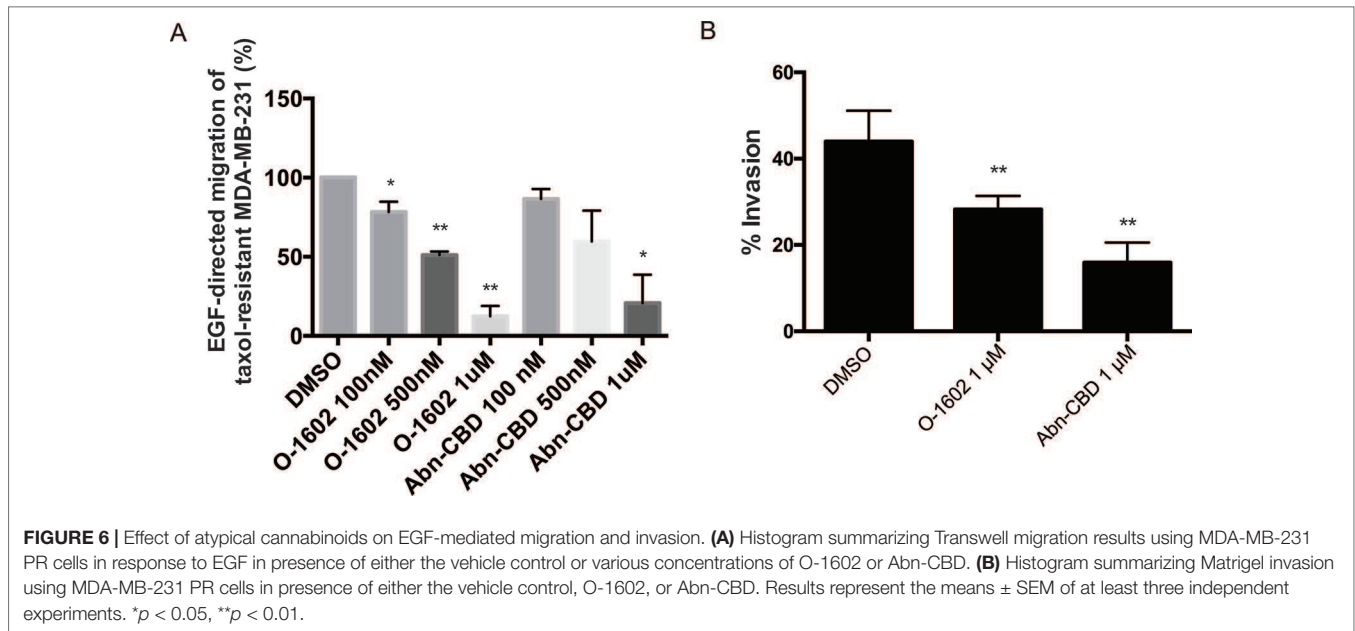 A
EGF-directed migration of
taxol-resistant MDA-MB-231 (%)
150
100
50
0
*
**
**
*
DMSO
O-1602 100nM
O-1602 500nM
O-1602 1uM
Abn-CBD 100 nM
Abn-CBD 500nM
Abn-CBD 1uM
B
% Invasion
60
40
20
0
**
**
DMSO
O-1602 1 µM
Abn-CBD 1 µM
FIGURE 6 | Effect of atypical cannabinoids on EGF-mediated migration and invasion. (A) Histogram summarizing Transwell migration results using MDA-MB-231
PR cells in response to EGF in presence of either the vehicle control or various concentrations of O-1602 or Abn-CBD. (B) Histogram summarizing Matrigel invasion
using MDA-MB-231 PR cells in presence of either the vehicle control, O-1602, or Abn-CBD. Results represent the means ± SEM of at least three independent
experiments. *p < 0.05, **p < 0.01.